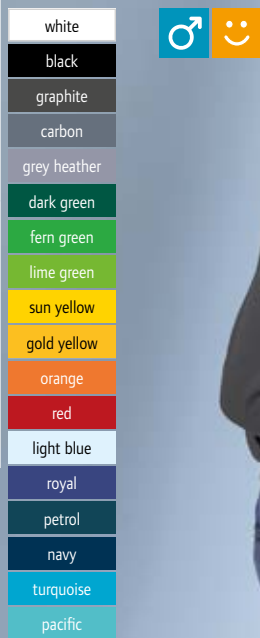 white
black
graphite
carbon
grey heather
dark green
fern green
lime green
sun yellow
gold yellow
orange
red
light blue
royal
petrol
navy
turquoise
pacific